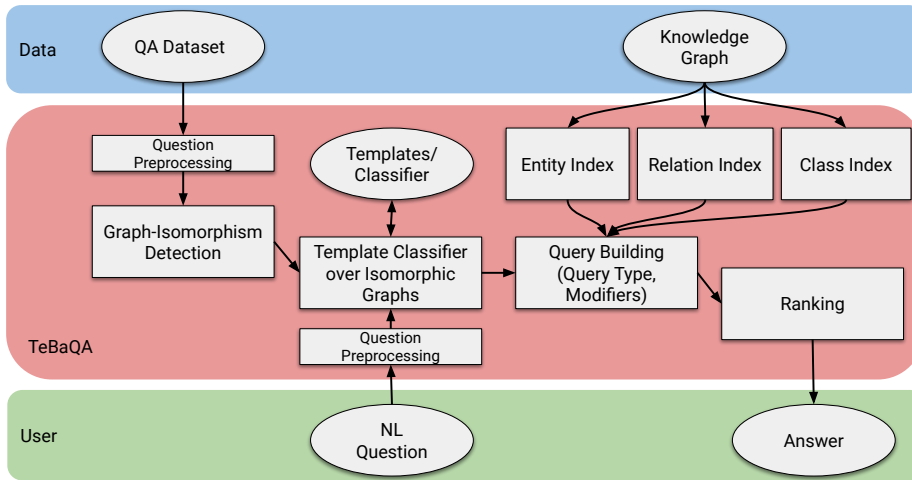 Data
QA Dataset
Knowledge
Graph
Question
Preprocessing
Templates/
Classifier
Entity Index
Relation Index
Class Index
Graph-Isomorphism
Detection
Template Classifier
over Isomorphic
Graphs
Query Building
(Query Type,
Modifiers)
Ranking
Question
Preprocessing
TeBaQA
User
NL
Question
Answer